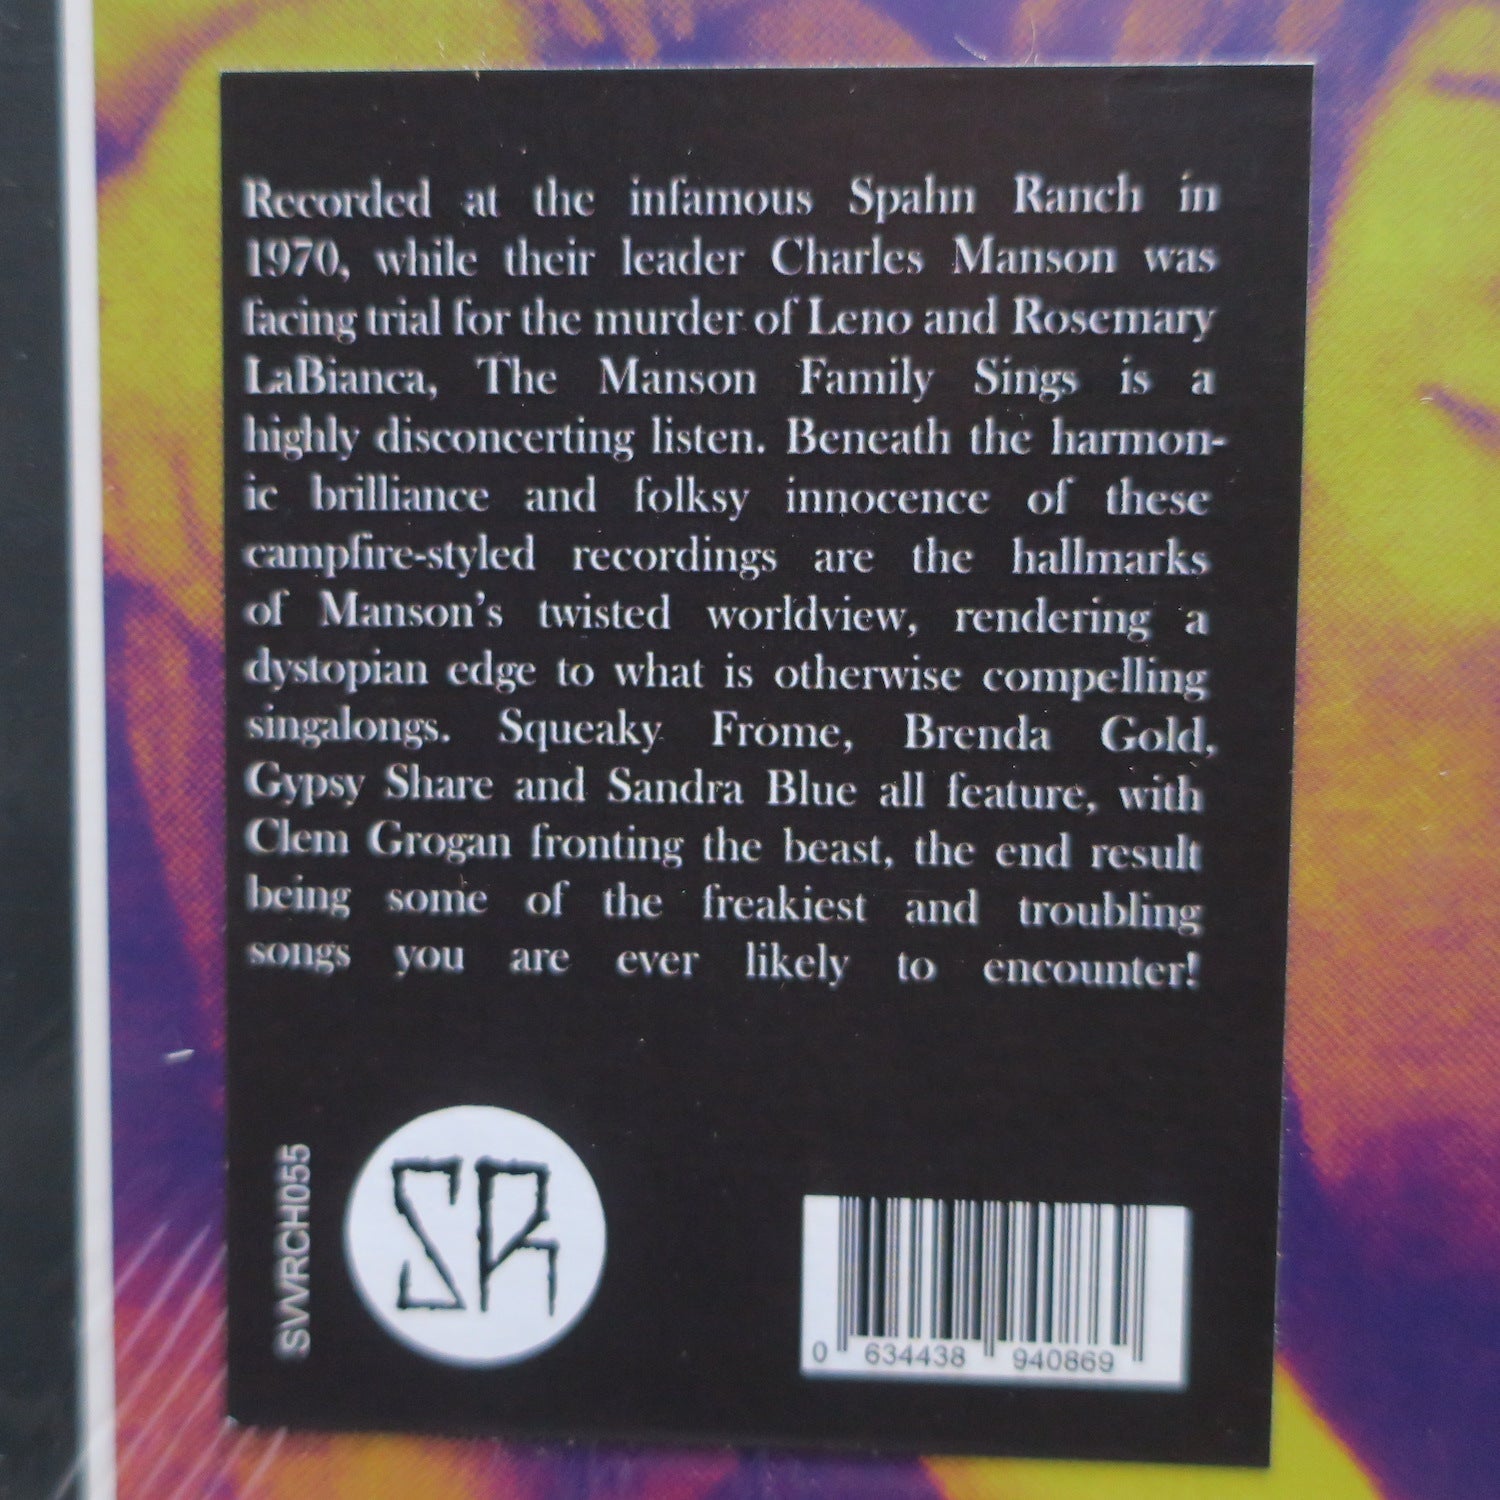 Recorded at the infamous Spahn Ranch in
1970, while their leader Charles Manson was
facing trial for the murder of Leno and Rosemary
LaBianca, The Manson Family Sings is a
highly disconcerting listen. Beneath the harmon-
ic brilliance and folksy innocence of these
campfire-styled recordings are the hallmarks
of Manson's twisted worldview, rendering a
dystopian edge to what is otherwise compelling
singalongs. Squeaky Frome, Brenda Gold,
Gypsy Share and Sandra Blue all feature, with
Clem Grogan fronting the beast, the end result
being some of the freakiest and troubling
songs you are ever likely to encounter!
SVVRCH055
SR
0 634438 940869